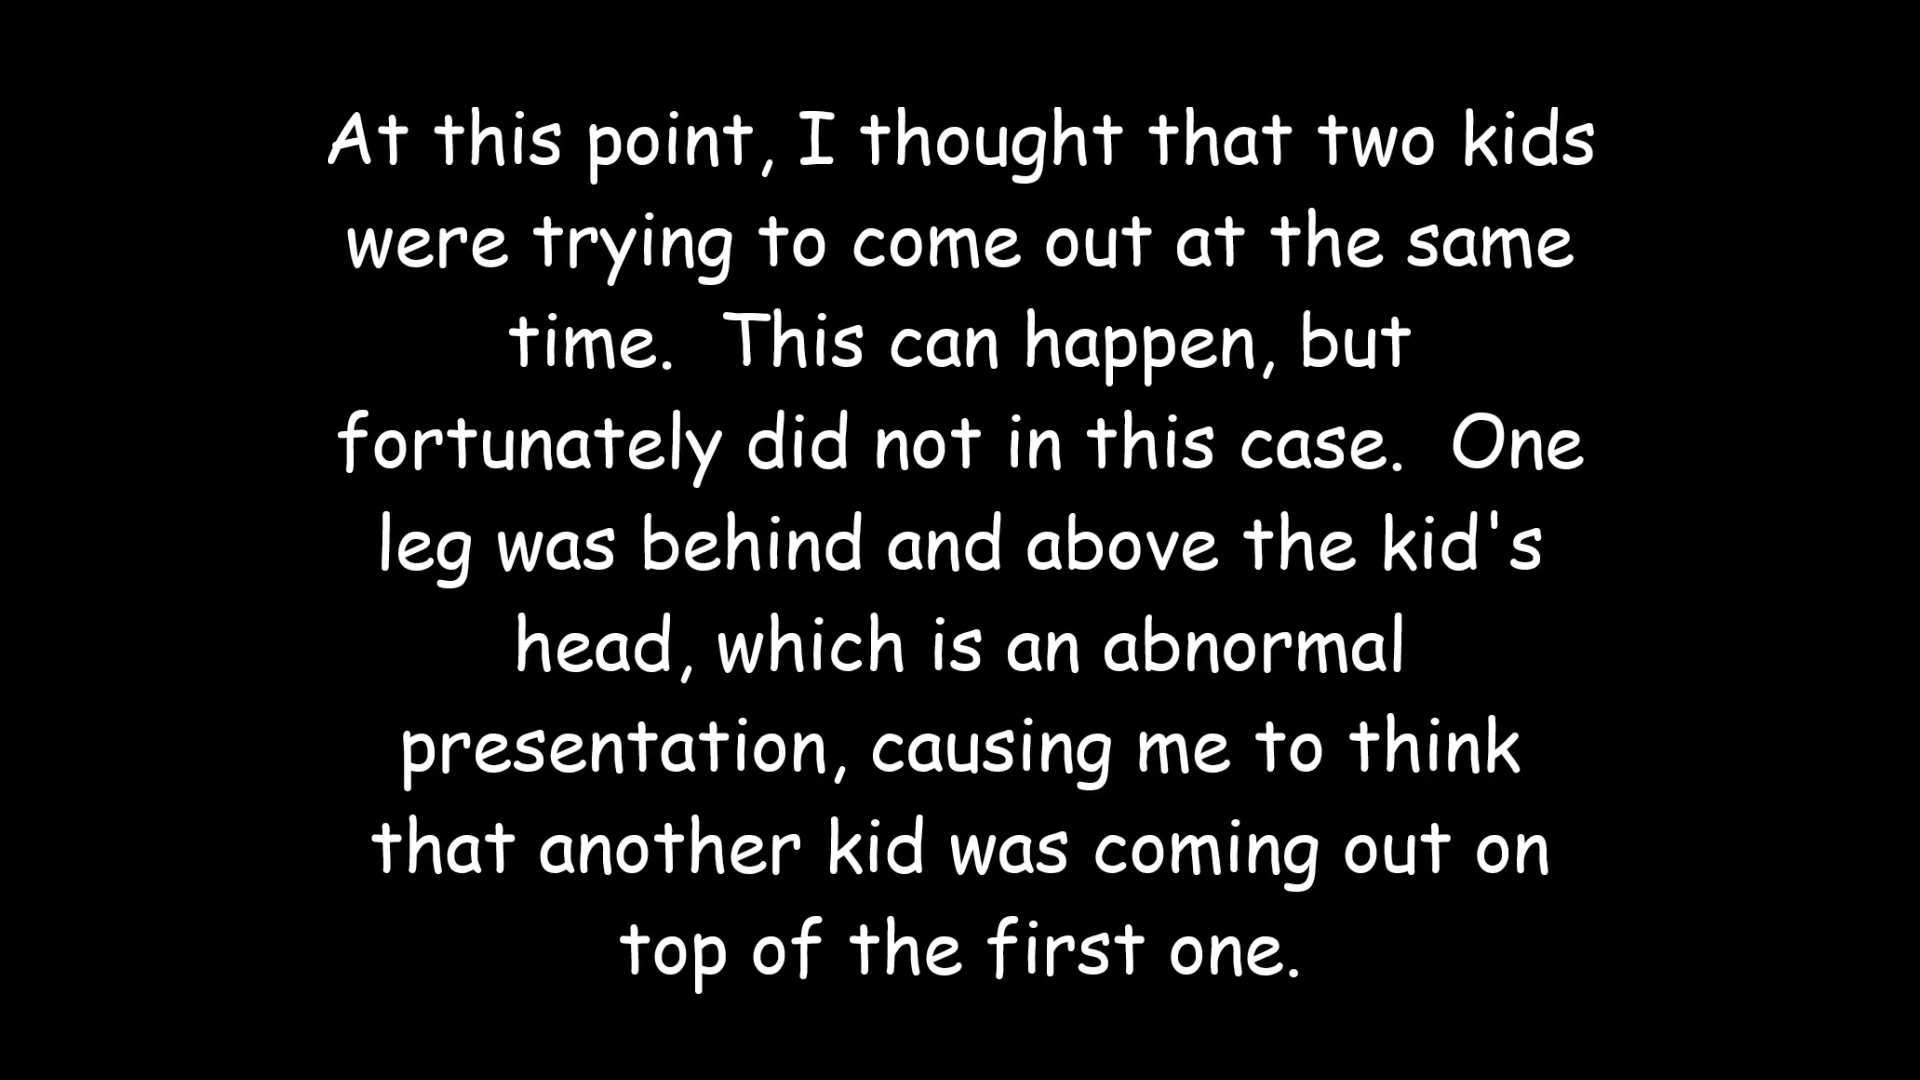 At this point, I thought that two kids
were trying to come out at the same
time.  This can happen, but
fortunately did not in this case.  One
leg was behind and above the kid's
head, which is an abnormal
presentation, causing me to think
that another kid was coming out on
top of the first one.